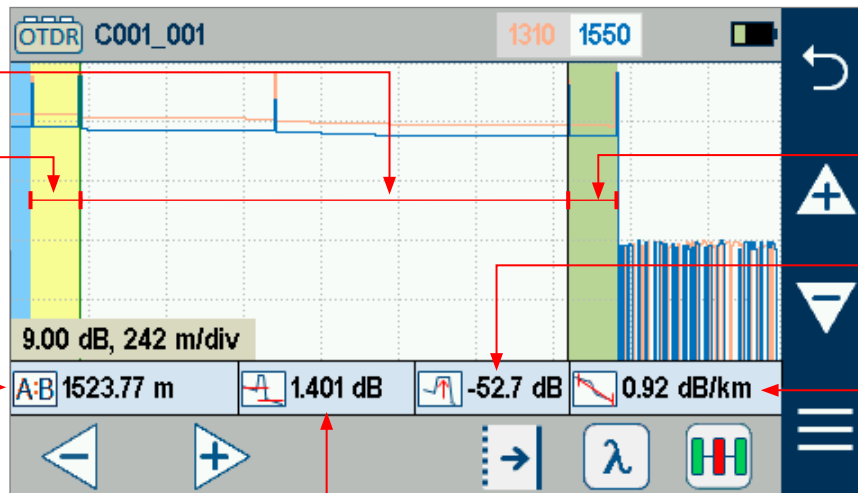 OTDR C001_001 1310 1550
9.00 dB, 242 m/div
A:B 1523.77 m 1.401 dB -52.7 dB 0.92 dB/km
λ